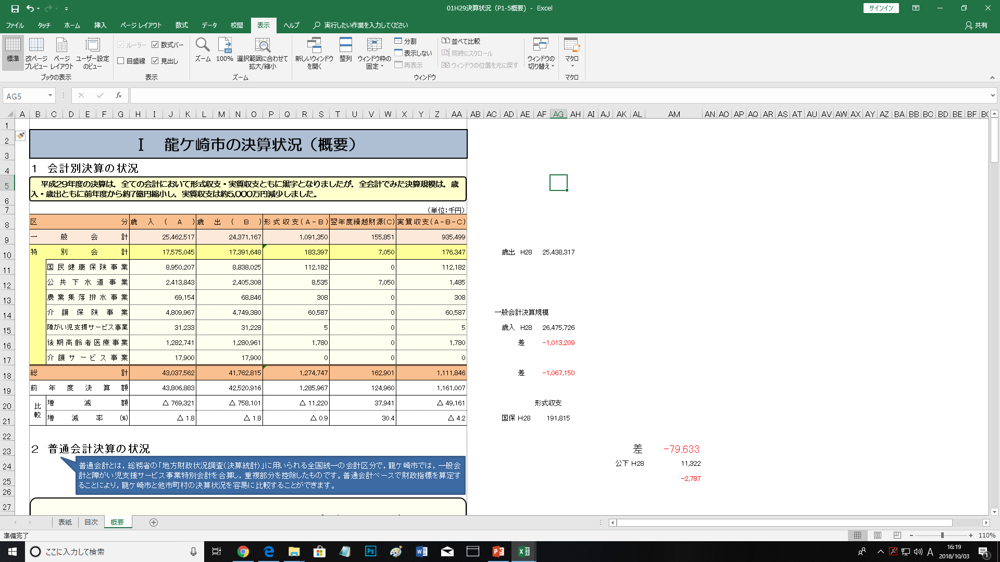 01H29決算状況（P1-5概要） - Excel
サインイン
ファイル タッチ ホーム 挿入 ページ レイアウト 数式 データ 校閲 表示 ヘルプ 実行したい作業を入力してください 共有
標準 改ページ プレビュー ページ レイアウト ユーザー設定 のビュー
ブックの表示
ルーラー 数式バー
目盛線 見出し
表示
ズーム 100% 選択範囲に合わせて 拡大/縮小
ズーム
新しいウィンドウ を開く 整列 ウィンドウ枠の 固定
分割
表示しない
再表示
並べて比較
同時にスクロール
ウィンドウの位置を元に戻す
ウィンドウの 切り替え
ウィンドウ
マクロ
マクロ
AG5
fx
A B C D E F G H I J K L M N O P Q R S T U V W X Y Z AA AB AC AD AE AF AG AH AI AJ AK AL AM AN AO AP AQ AR AS AT AU AV AW AX AY AZ BA BB BC BD BE BF BG
1
2 Ⅰ 龍ケ崎市の決算状況（概要）
3
4 １ 会計別決算の状況
5 平成29年度の決算は，全ての会計において形式収支・実質収支ともに黒字となりましたが，全会計でみた決算規模は，歳
入・歳出ともに前年度から約7億円縮小し，実質収支は約5,000万円減少しました。
6
7 （単位：千円）
8 区分 歳入（A） 歳出（B） 形式収支（A－B） 翌年度繰越財源（C） 実質収支（A－B－C）
9 一般会計 25,462,517 24,371,167 1,091,350 155,851 935,499
10 特別会計 17,575,045 17,391,648 183,397 7,050 176,347 歳出 H28 25,438,317
11 国民健康保険事業 8,950,207 8,838,025 112,182 0 112,182
12 公共下水道事業 2,413,843 2,405,308 8,535 7,050 1,485
13 農業集落排水事業 69,154 68,846 308 0 308
14 介護保険事業 4,809,967 4,749,380 60,587 0 60,587 一般会計決算規模
15 障がい児支援サービス事業 31,233 31,228 5 0 5 歳入 H28 26,475,726
16 後期高齢者医療事業 1,282,741 1,280,961 1,780 0 1,780 差 -1,013,209
17 介護サービス事業 17,900 17,900 0 0 0
18 総計 43,037,562 41,762,815 1,274,747 162,901 1,111,846 差 -1,067,150
19 前年度決算額 43,806,883 42,520,916 1,285,967 124,960 1,161,007
20 比較 増減額 △ 769,321 △ 758,101 △ 11,220 37,941 △ 49,161 形式収支
21 増減率（%） △ 1.8 △ 1.8 △ 0.9 30.4 △ 4.2 国保 H28 191,815
22
23 ２ 普通会計決算の状況 差 -79,633
24 普通会計とは，総務省の「地方財政状況調査（決算統計）」に用いられる全国統一の会計区分で，龍ケ崎市では，一般会 公下 H28 11,322
25 計と障がい児支援サービス事業特別会計を合算し，重複部分を控除したものです。普通会計ベースで財政指標を算定す -2,787
26 ることにより，龍ケ崎市と他市町村の決算状況を容易に比較することができます。
27
表紙 目次 概要
準備完了 110%
ここに入力して検索
A 16:19
2018/10/03
1